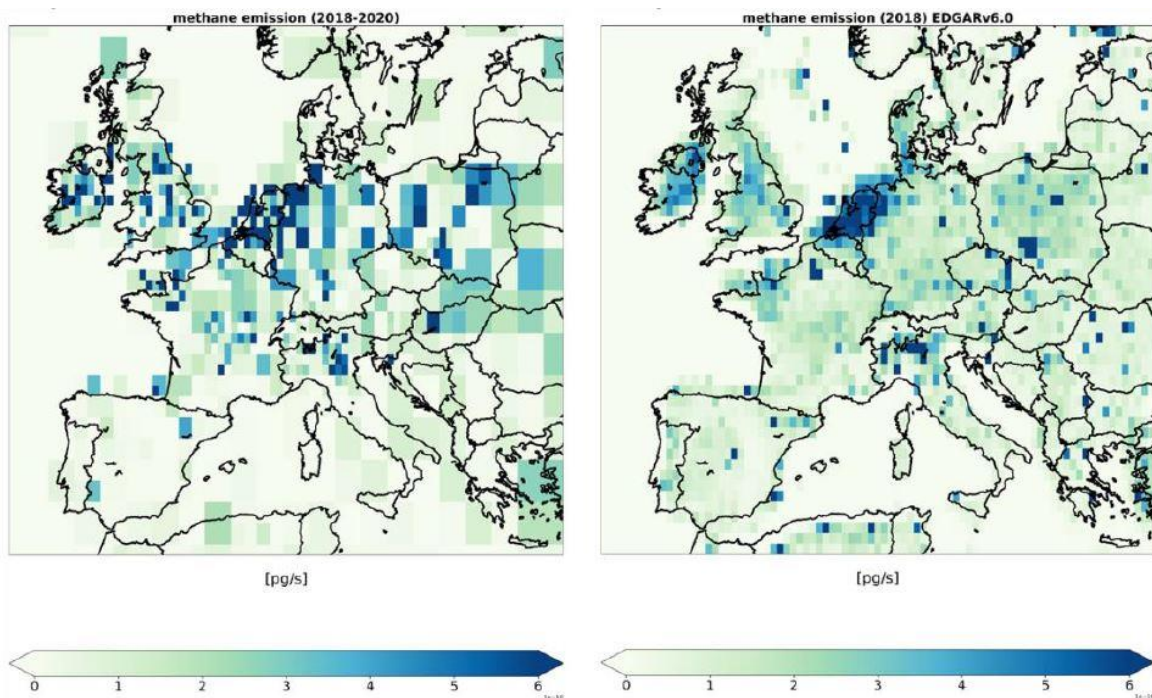 methane emission (2018-2020)
methane emission (2018) EDGARv6.0
[pg/s]
[pg/s]
0 1 2 3 4 5 6
0 1 2 3 4 5 6